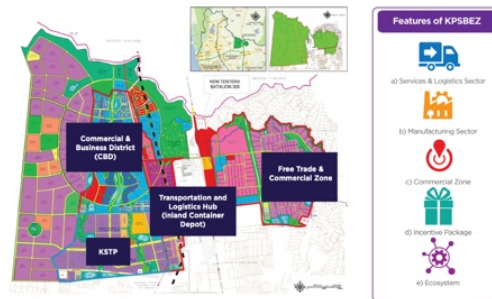 KEM TENTERA
BATALION 505
Commercial &
Business District
(CBD)
Free Trade &
Commercial Zone
Transportation and
Logistics Hub
(Inland Container
Depot)
KSTP
Features of KPSBEZ
a) Services & Logistics Sector
b) Manufacturing Sector
c) Commercial Zone
d) Incentive Package
e) Ecosystem